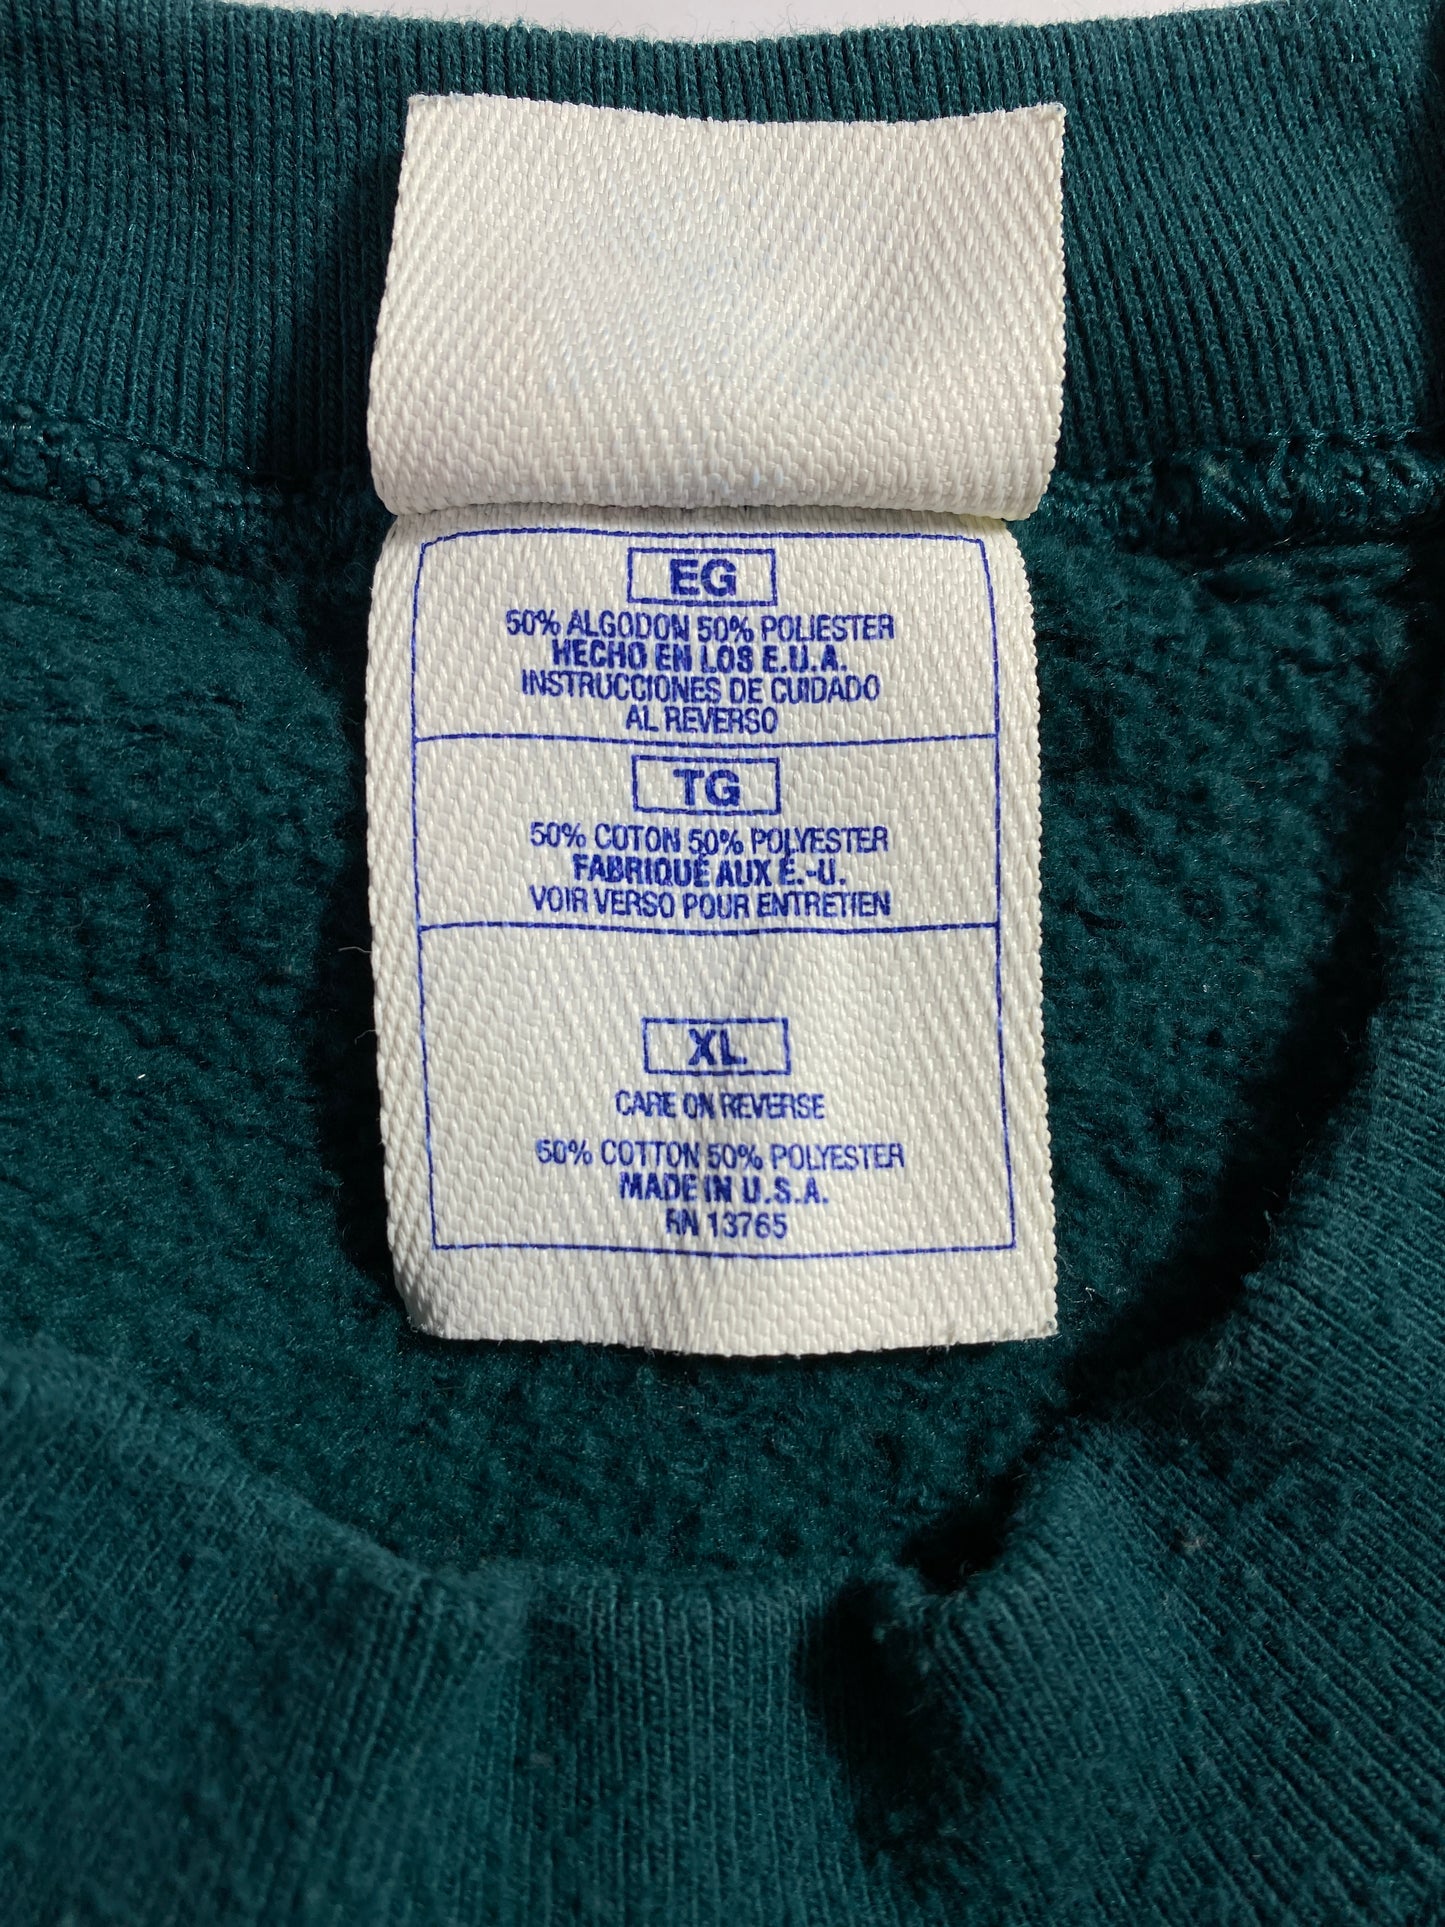 EG
50% ALGODON 50% POLIESTER
HECHO EN LOS E.U.A.
INSTRUCCIONES DE CUIDADO
AL REVERSO
TG
50% COTON 50% POLYESTER
FABRIQUÉ AUX É.-U.
VOIR VERSO POUR ENTRETIEN
XL
CARE ON REVERSE
50% COTTON 50% POLYESTER
MADE IN U.S.A.
RN 13765